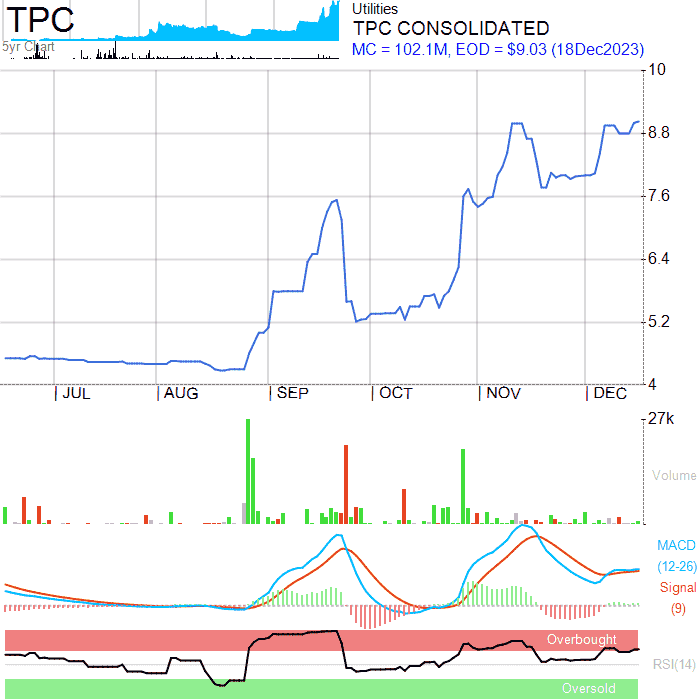 TPC
5yr Chart
Utilities
TPC CONSOLIDATED
MC = 102.1M, EOD = $9.03 (18Dec2023)
10
8.8
7.6
6.4
5.2
4
JUL AUG SEP OCT NOV DEC
27k
Volume
MACD
(12-26)
Signal
(9)
Overbought
RSI(14)
Oversold